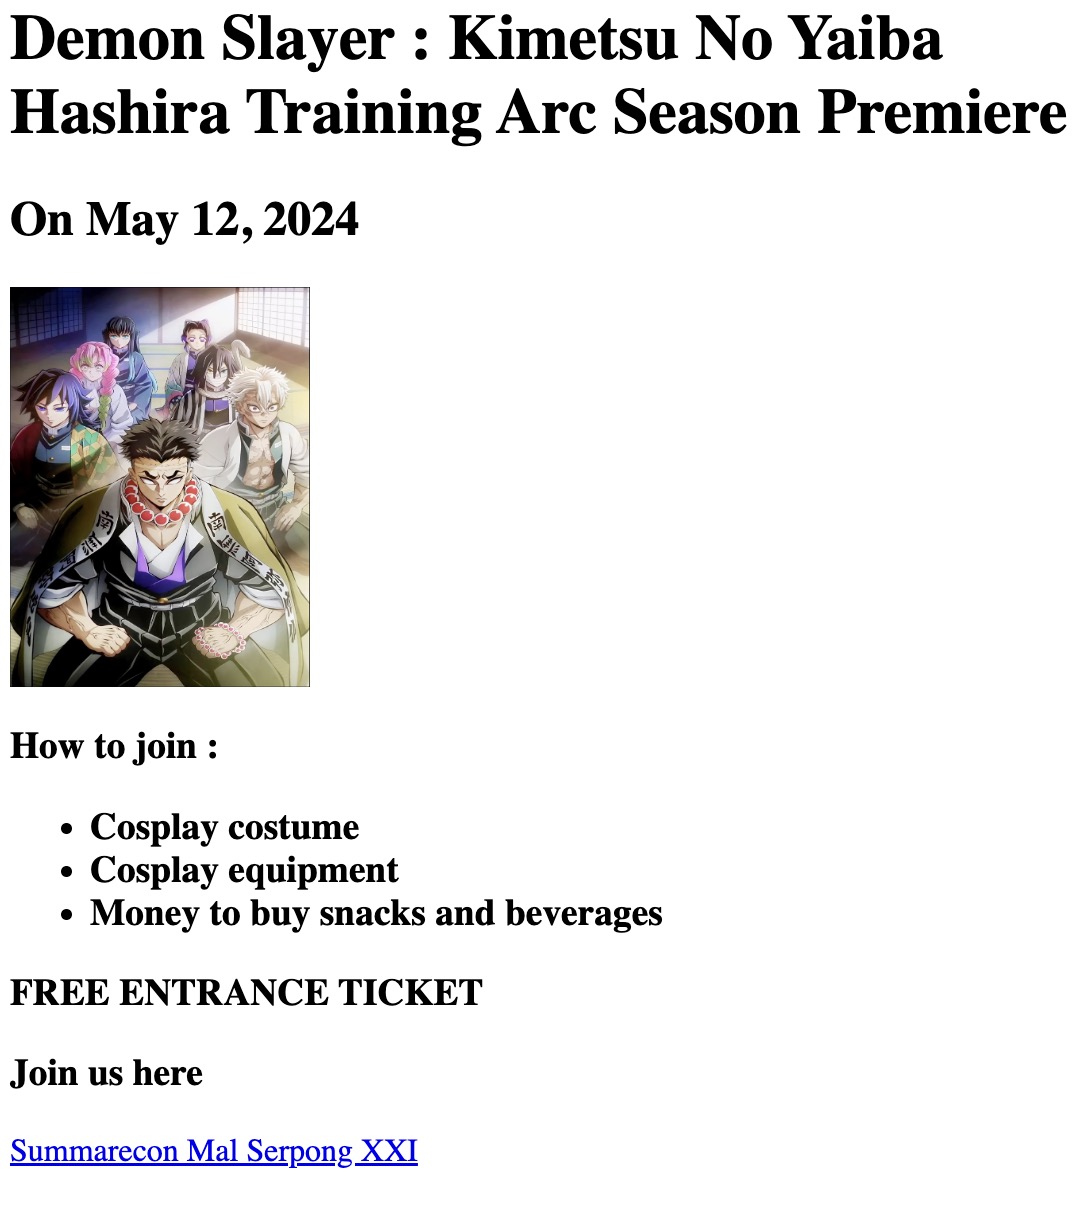 Demon Slayer : Kimetsu No Yaiba
Hashira Training Arc Season Premiere
On May 12, 2024
How to join :
• Cosplay costume
• Cosplay equipment
• Money to buy snacks and beverages
FREE ENTRANCE TICKET
Join us here
Summarecon Mal Serpong XXI